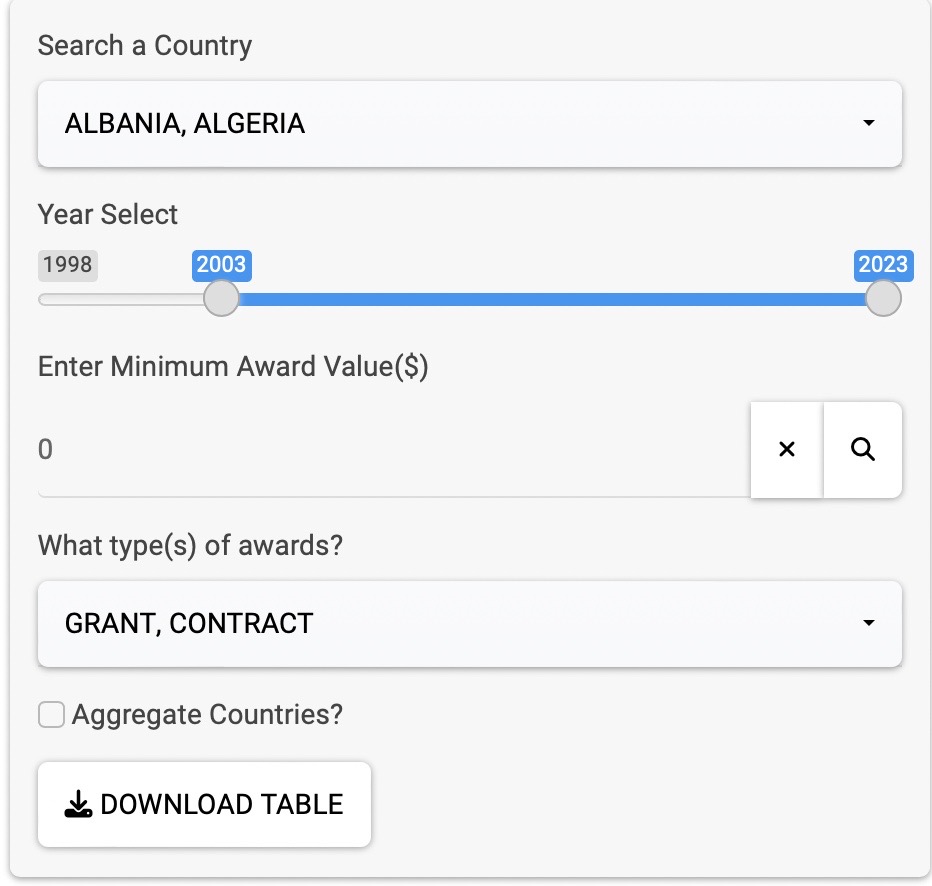 Search a Country
ALBANIA, ALGERIA
Year Select
1998 2003 2023
Enter Minimum Award Value($)
0
What type(s) of awards?
GRANT, CONTRACT
Aggregate Countries?
DOWNLOAD TABLE